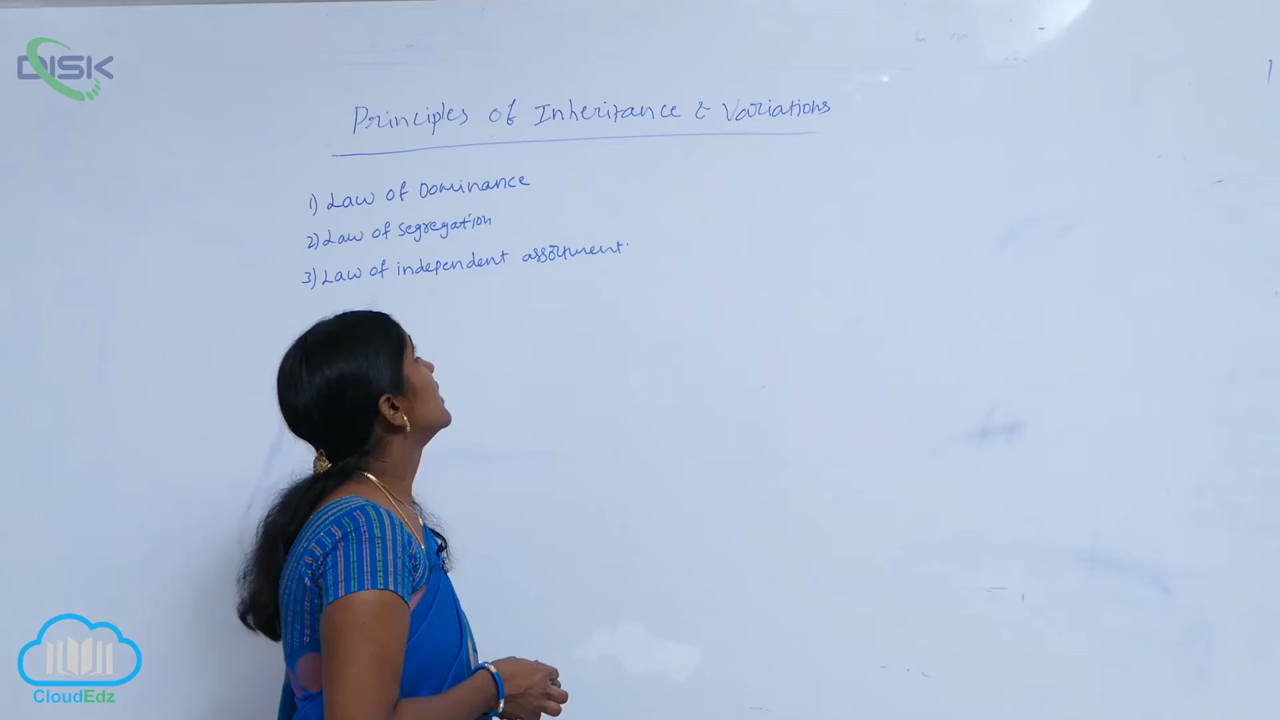 DISK
Principles of Inheritance & Variations
1) Law of Dominance
2) Law of segregation
3) Law of independent assortment.
CloudEdz